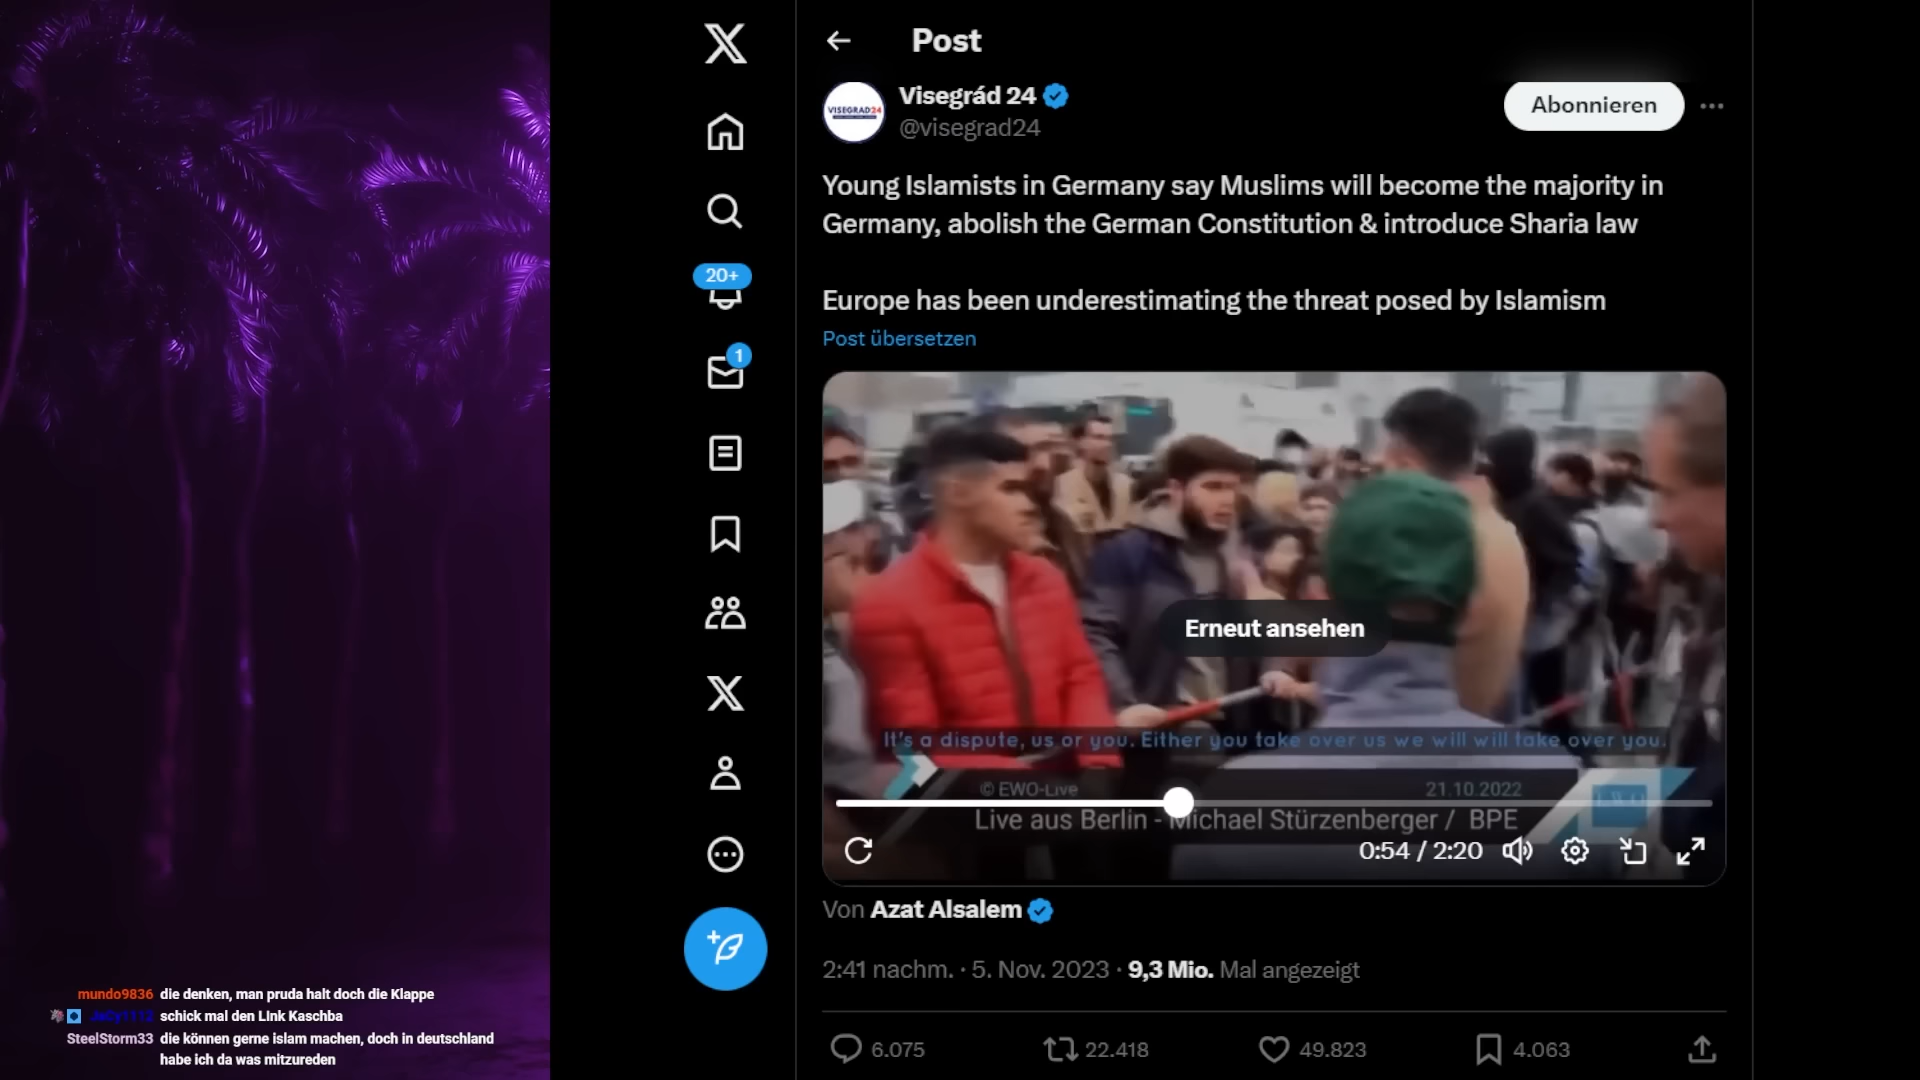 Post
VISEGRAD24
Visegrád 24
@visegrad24
Abonnieren
Young Islamists in Germany say Muslims will become the majority in
Germany, abolish the German Constitution & introduce Sharia law
Europe has been underestimating the threat posed by Islamism
Post übersetzen
20+
1
Erneut ansehen
It's a dispute, us or you. Either you take over us we will will take over you.
© EWO-Live
21.10.2022
Live aus Berlin - Michael Stürzenberger / BPE
0:54 / 2:20
Von Azat Alsalem
2:41 nachm. · 5. Nov. 2023 · 9,3 Mio. Mal angezeigt
6.075
22.418
49.823
4.063
mundo9836 die denken, man pruda halt doch die Klappe
schick mal den LInk Kaschba
SteelStorm33 die können gerne islam machen, doch in deutschland
habe ich da was mitzureden